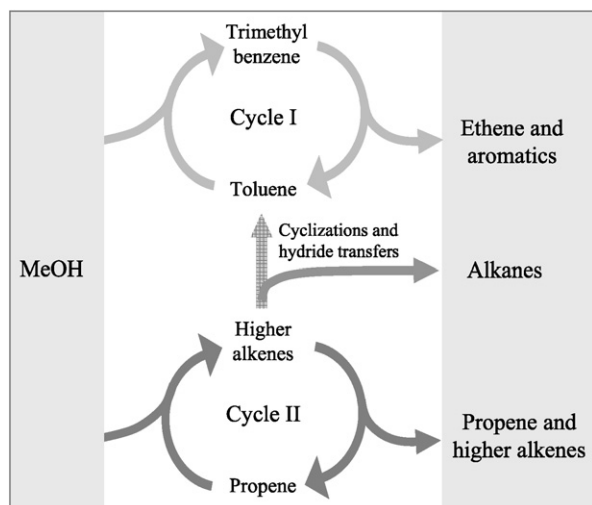 Trimethyl
benzene
Cycle I
Ethene and
aromatics
Toluene
Cyclizations and
hydride transfers
MeOH
Alkanes
Higher
alkenes
Cycle II
Propene and
higher alkenes
Propene